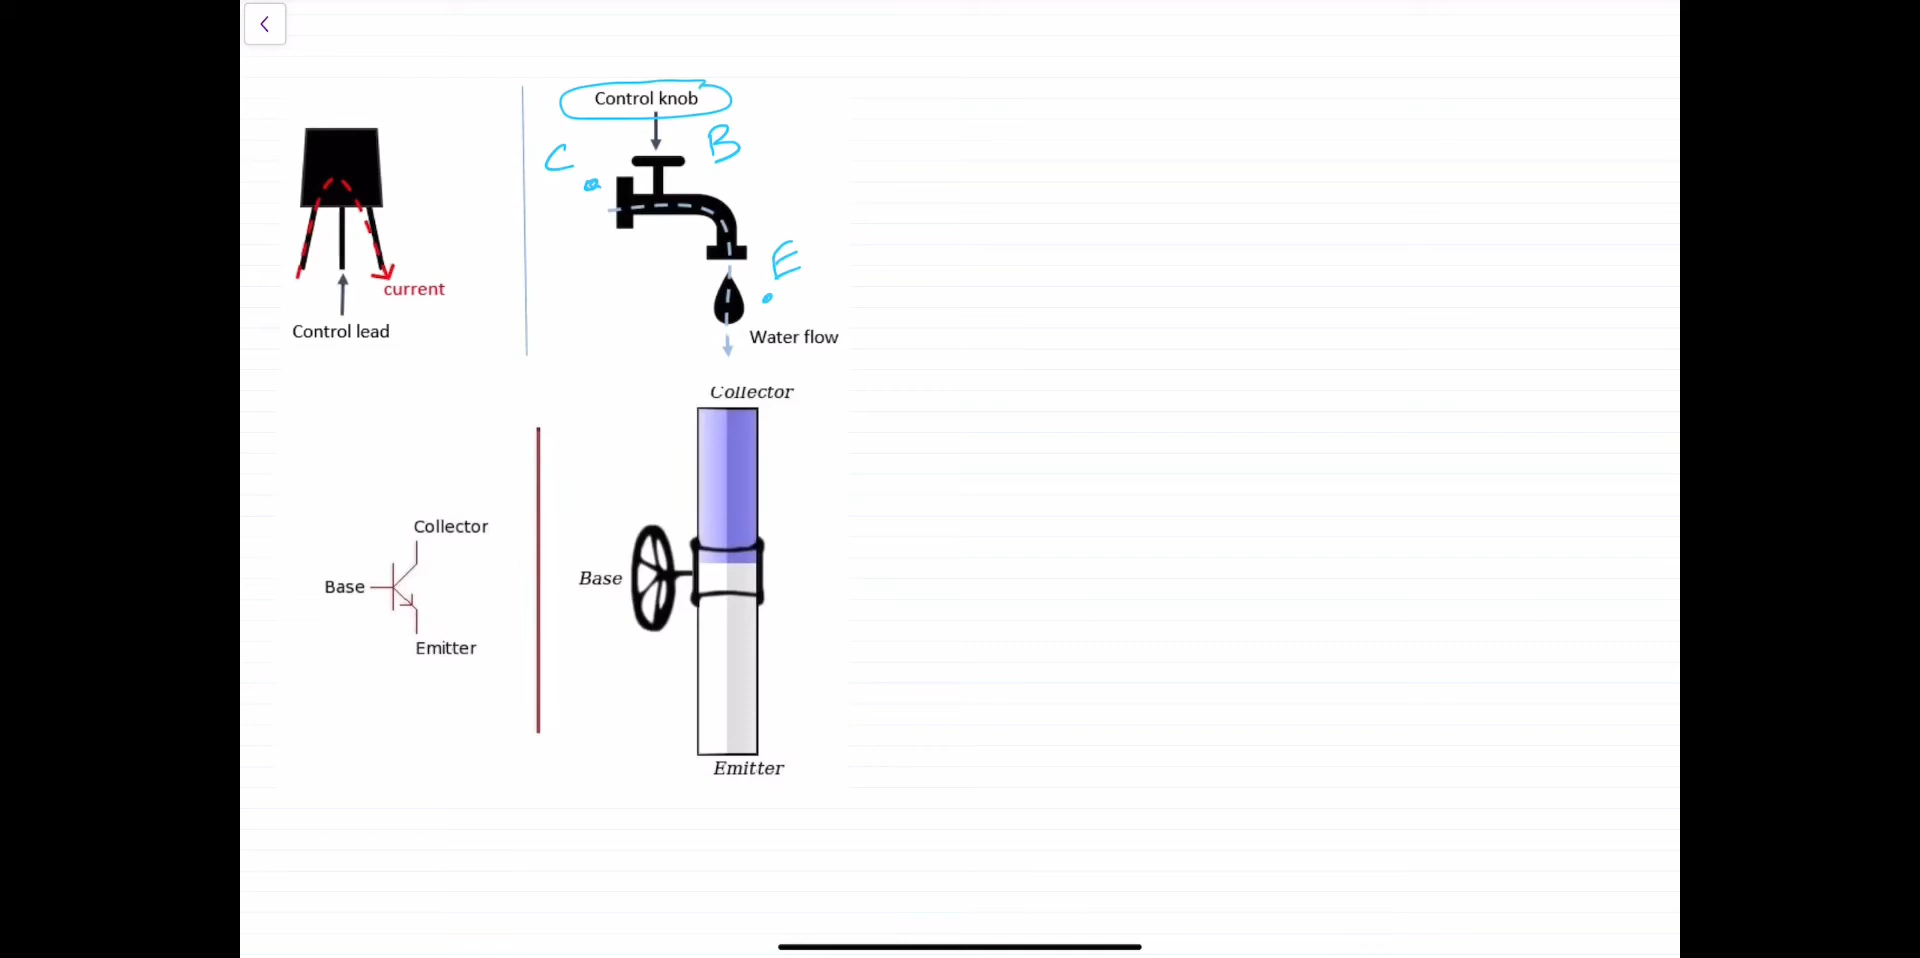 Control knob
B
C
E
current
Control lead
Water flow
Collector
Collector
Base
Base
Emitter
Emitter